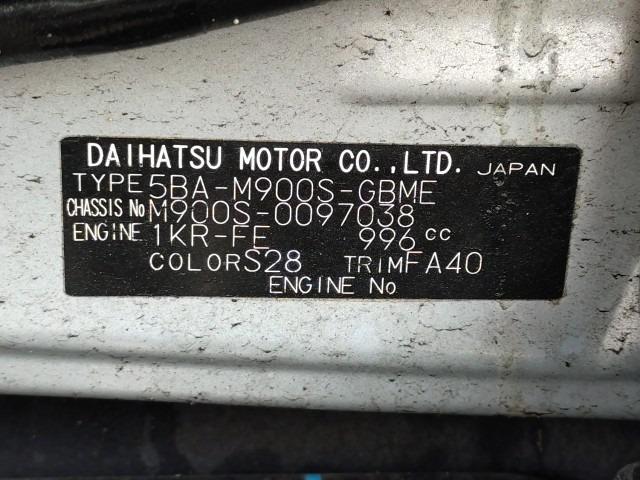 DAIHATSU MOTOR CO.,LTD. JAPAN
TYPE 5BA-M900S-GBME
CHASSIS No M900S-0097038
ENGINE 1KR-FE 996 cc
COLOR S28 TRIM FA40
ENGINE No